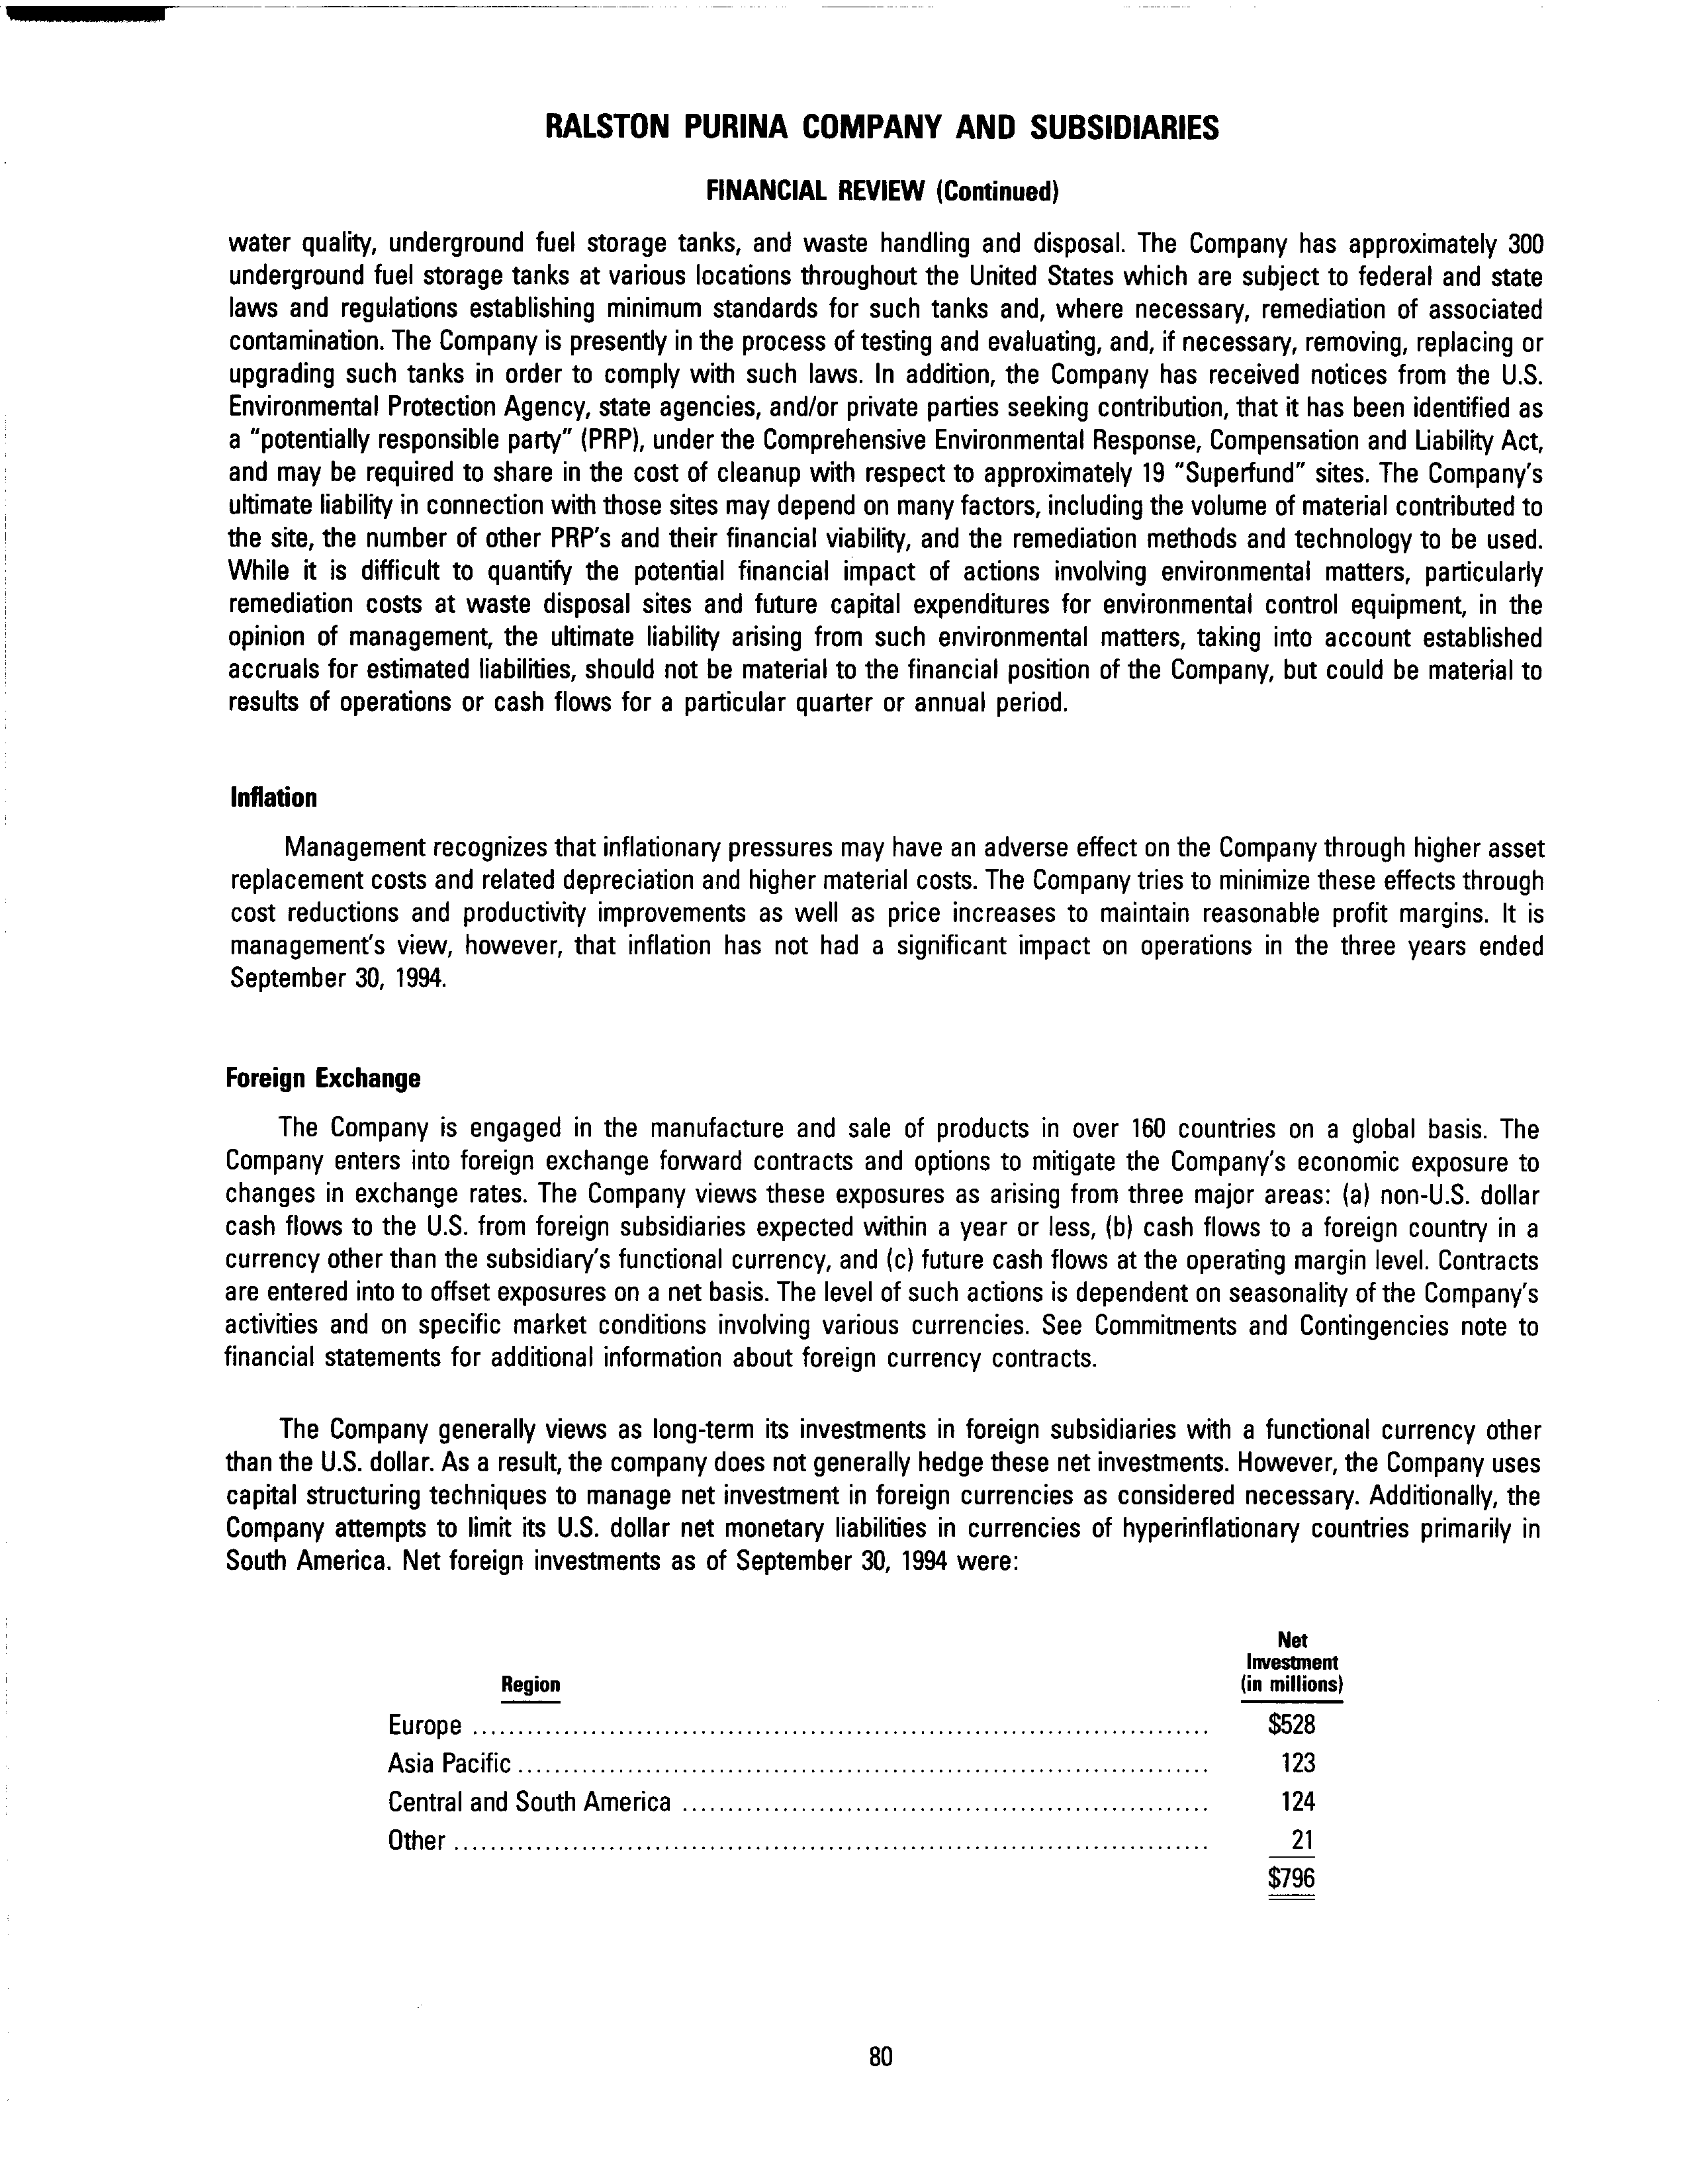 RALSTON PURINA COMPANY AND SUBSIDIARIES
FINANCIAL REVIEW (Continued)
water quality, underground fuel storage tanks, and waste handling and disposal. The Company has approximately 300
underground fuel storage tanks at various locations throughout the United States which are subject to federal and state
laws and regulations establishing minimum standards for such tanks and, where necessary, remediation of associated
contamination. The Company is presently in the process of testing and evaluating, and, if necessary, removing, replacing or
upgrading such tanks in order to comply with such laws. In addition, the Company has received notices from the U.S.
Environmental Protection Agency, state agencies, and/or private parties seeking contribution, that it has been identified as
a "potentially responsible party" (PRP), under the Comprehensive Environmental Response, Compensation and Liability Act,
and may be required to share in the cost of cleanup with respect to approximately 19 "Superfund" sites. The Company's
ultimate liability in connection with those sites may depend on many factors, including the volume of material contributed to
the site, the number of other PRP's and their financial viability, and the remediation methods and technology to be used.
While it is difficult to quantify the potential financial impact of actions involving environmental matters, particularly
remediation costs at waste disposal sites and future capital expenditures for environmental control equipment, in the
opinion of management, the ultimate liability arising from such environmental matters, taking into account established
accruals for estimated liabilities, should not be material to the financial position of the Company, but could be material to
results of operations or cash flows for a particular quarter or annual period.
Inflation
Management recognizes that inflationary pressures may have an adverse effect on the Company through higher asset
replacement costs and related depreciation and higher material costs. The Company tries to minimize these effects through
cost reductions and productivity improvements as well as price increases to maintain reasonable profit margins. It is
management's view, however, that inflation has not had a significant impact on operations in the three years ended
September 30, 1994.
Foreign Exchange
The Company is engaged in the manufacture and sale of products in over 160 countries on a global basis. The
Company enters into foreign exchange forward contracts and options to mitigate the Company's economic exposure to
changes in exchange rates. The Company views these exposures as arising from three major areas: (a) non-U.S. dollar
cash flows to the U.S. from foreign subsidiaries expected within a year or less, (b) cash flows to a foreign country in a
currency other than the subsidiary's functional currency, and (c) future cash flows at the operating margin level. Contracts
are entered into to offset exposures on a net basis. The level of such actions is dependent on seasonality of the Company's
activities and on specific market conditions involving various currencies. See Commitments and Contingencies note to
financial statements for additional information about foreign currency contracts.
The Company generally views as long-term its investments in foreign subsidiaries with a functional currency other
than the U.S. dollar. As a result, the company does not generally hedge these net investments. However, the Company uses
capital structuring techniques to manage net investment in foreign currencies as considered necessary. Additionally, the
Company attempts to limit its U.S. dollar net monetary liabilities in currencies of hyperinflationary countries primarily in
South America. Net foreign investments as of September 30, 1994 were:
Net
Investment
Region (in millions)
Europe $528
Asia Pacific 123
Central and South America 124
Other 21
$796
80